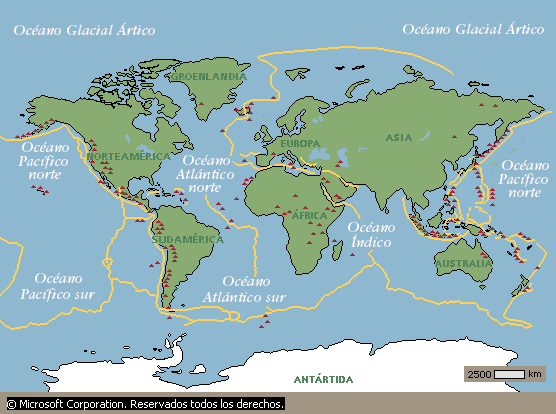 Océano Glacial Ártico
Océano Glacial Ártico
GROENLANDIA
EUROPA
ASIA
NORTEAMÉRICA
Océano
Pacífico
norte
Océano
Atlántico
norte
Océano
Pacífico
norte
ÁFRICA
Océano
Índico
SUDAMÉRICA
AUSTRALIA
Océano
Pacífico sur
Océano
Atlántico sur
ANTÁRTIDA
2500 km
© Microsoft Corporation. Reservados todos los derechos.